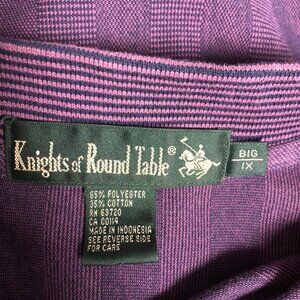 Knights of Round Table®
BIG
1X
65% POLYESTER
35% COTTON
RN 63720
CA 00114
MADE IN INDONESIA
SEE REVERSE SIDE
FOR CARE